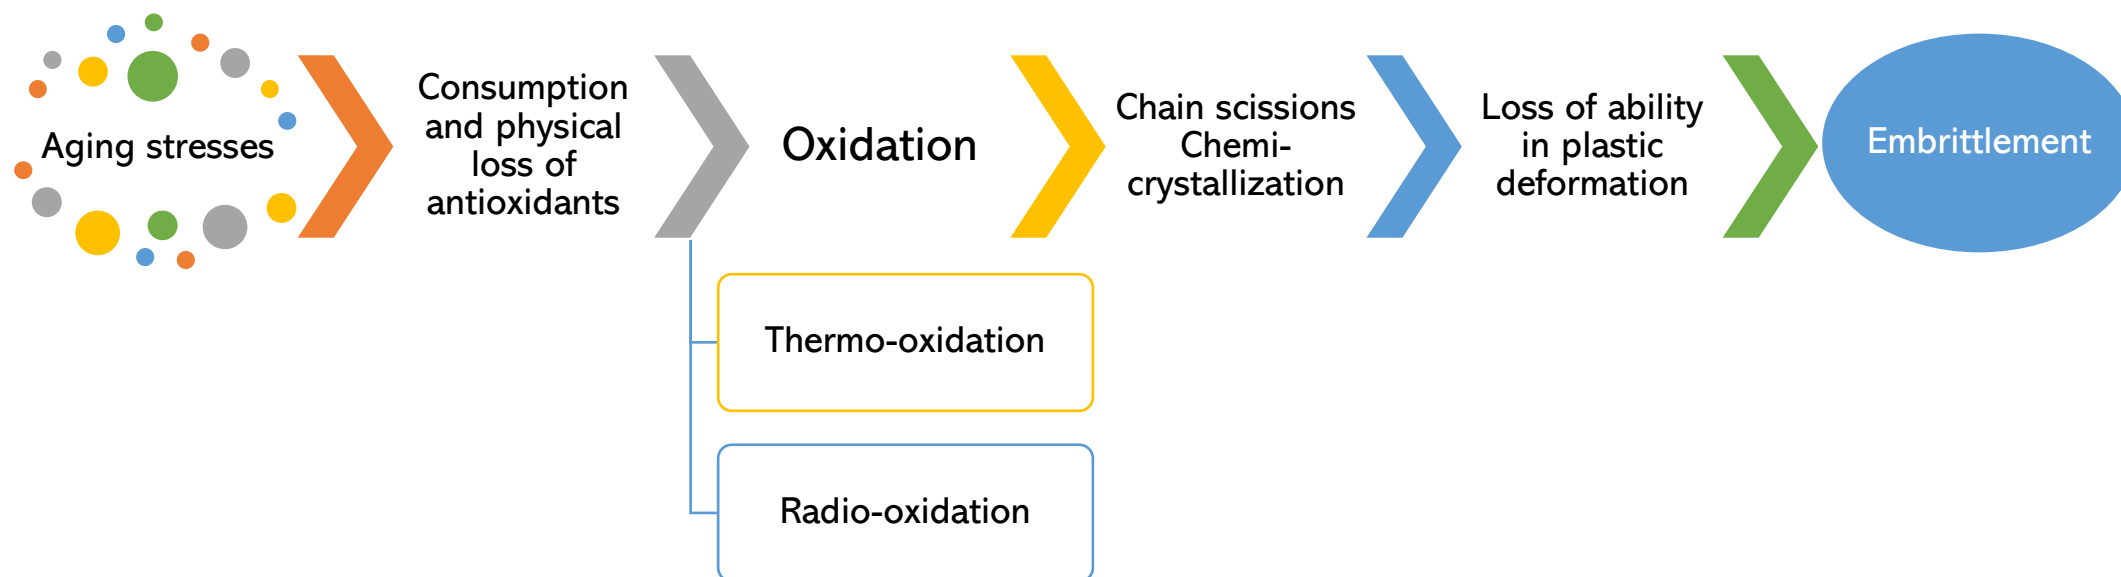 Aging stresses
Consumption
and physical
loss of
antioxidants
Oxidation
Chain scissions
Chemi-
crystallization
Loss of ability
in plastic
deformation
Embrittlement
Thermo-oxidation
Radio-oxidation